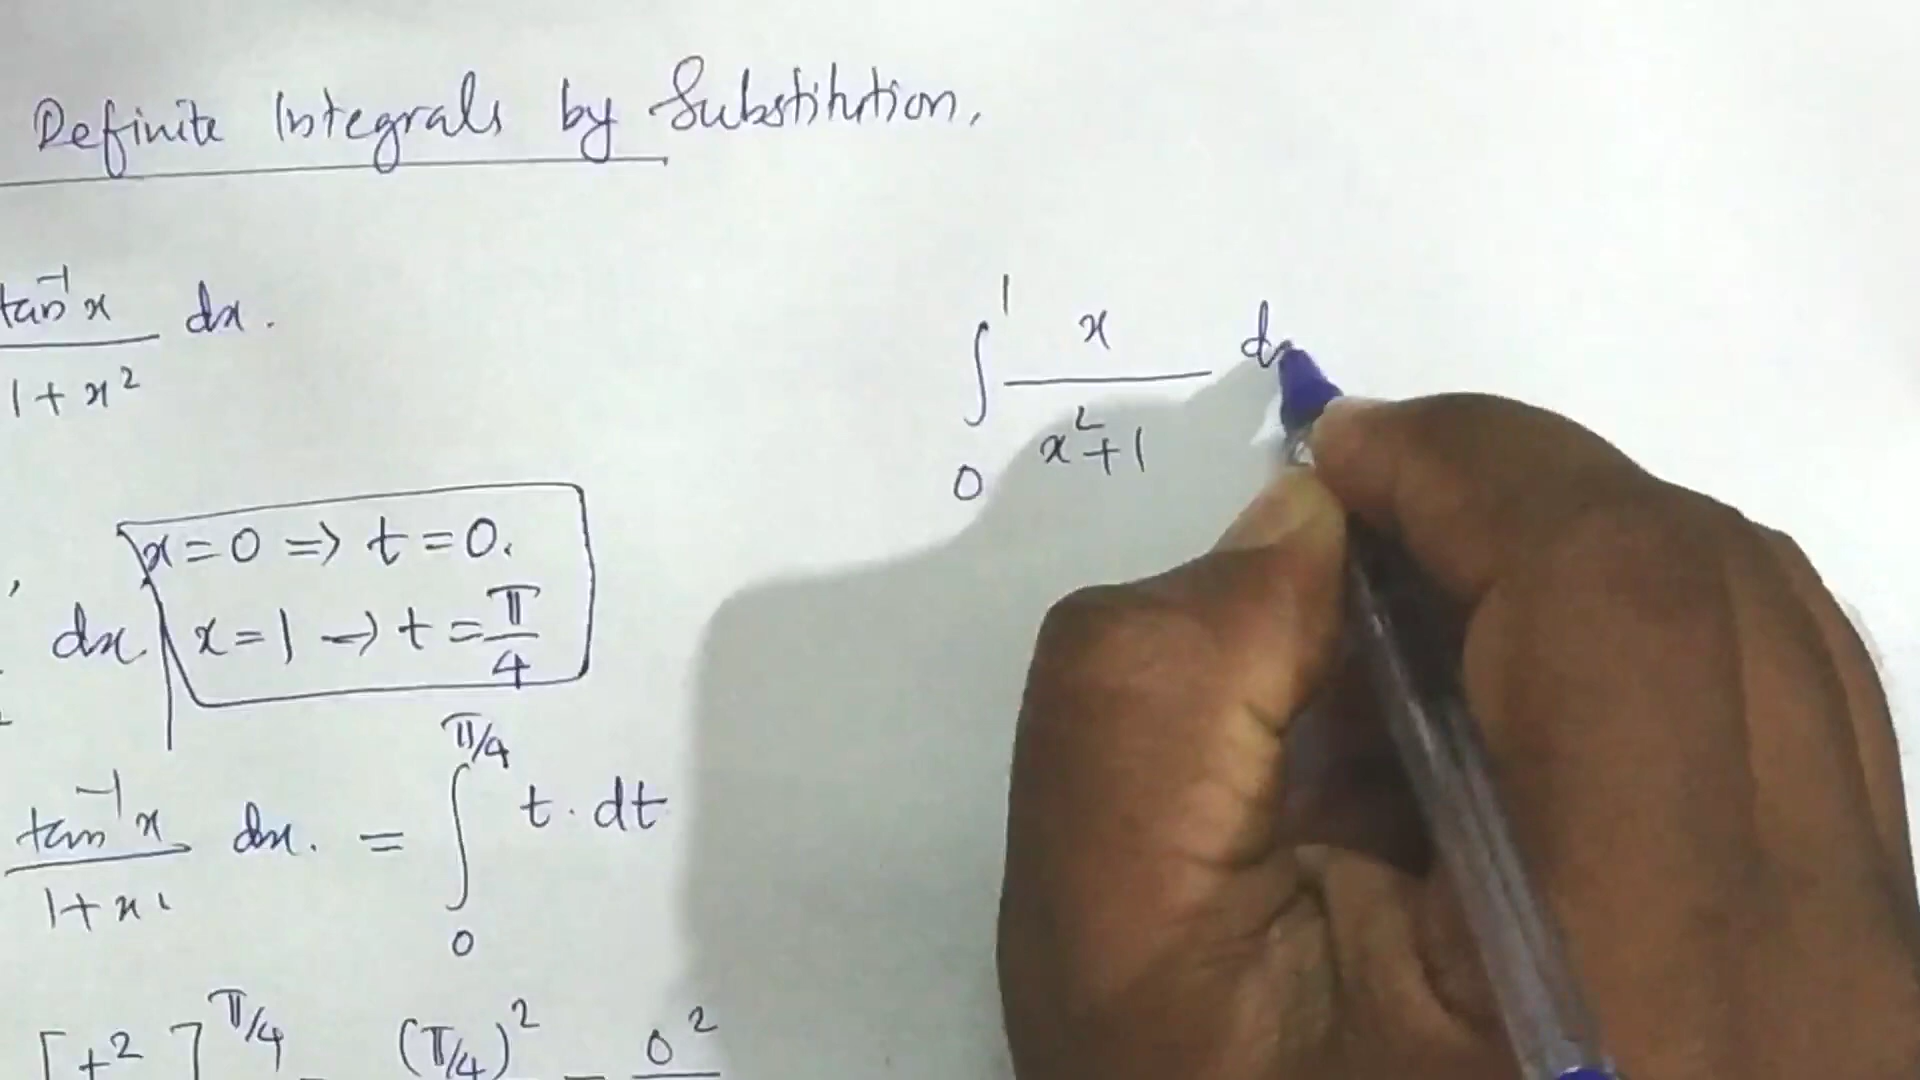 Definite Integrals by Substitution.
tan⁻¹x / 1 + x² dx.
x = 0 ⇒ t = 0.
dx
x = 1 → t = π/4
tan⁻¹x / 1+x dx. = ∫₀^π/4 t . dt
[t² ]^π/4 (π/4)² - 0²
∫₀¹ x / x²+1 d